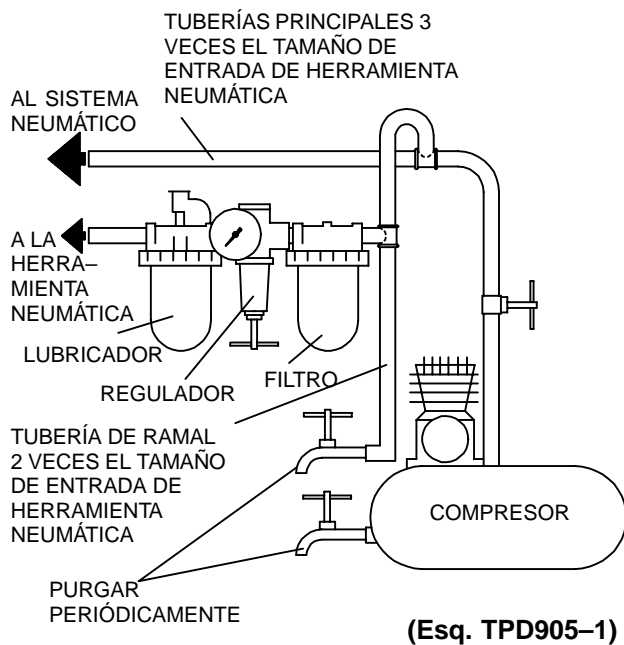 TUBERÍAS PRINCIPALES 3
VECES EL TAMAÑO DE
ENTRADA DE HERRAMIENTA
NEUMÁTICA
AL SISTEMA
NEUMÁTICO
A LA
HERRA–
MIENTA
NEUMÁTICA
LUBRICADOR
REGULADOR
FILTRO
TUBERÍA DE RAMAL
2 VECES EL TAMAÑO
DE ENTRADA DE
HERRAMIENTA
NEUMÁTICA
COMPRESOR
PURGAR
PERIÓDICAMENTE
(Esq. TPD905–1)